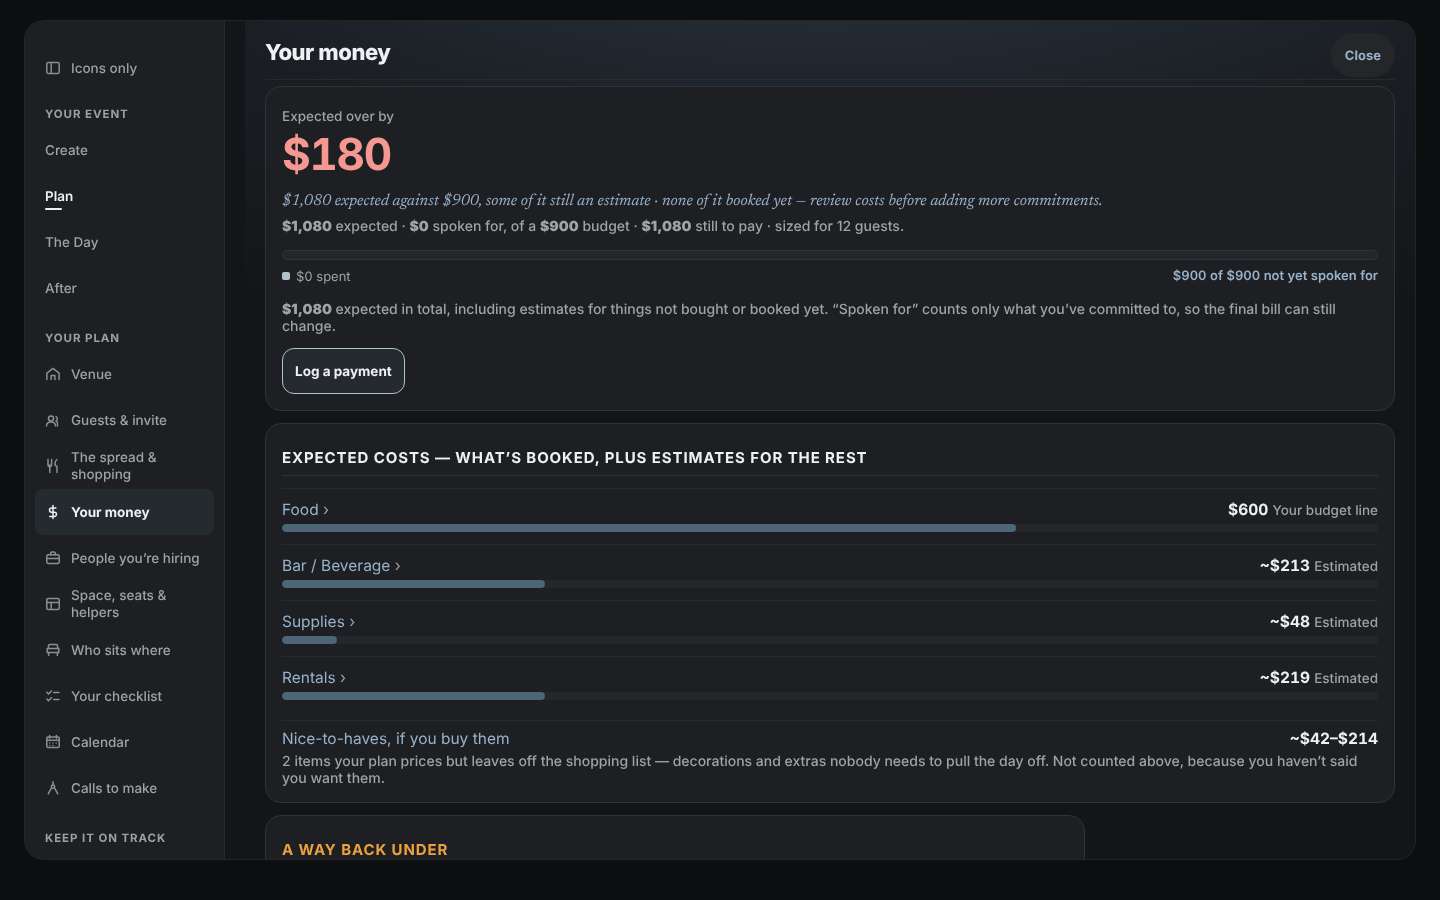 Icons only
YOUR EVENT
Create
Plan
The Day
After
YOUR PLAN
Venue
Guests & invite
The spread &
shopping
Your money
People you’re hiring
Space, seats &
helpers
Who sits where
Your checklist
Calendar
Calls to make
KEEP IT ON TRACK
Your money
Close
Expected over by
$180
$1,080 expected against $900, some of it still an estimate · none of it booked yet — review costs before adding more commitments.
$1,080 expected · $0 spoken for, of a $900 budget · $1,080 still to pay · sized for 12 guests.
$0 spent
$900 of $900 not yet spoken for
$1,080 expected in total, including estimates for things not bought or booked yet. “Spoken for” counts only what you’ve committed to, so the final bill can still
change.
Log a payment
EXPECTED COSTS — WHAT’S BOOKED, PLUS ESTIMATES FOR THE REST
Food ›
$600 Your budget line
Bar / Beverage ›
~$213 Estimated
Supplies ›
~$48 Estimated
Rentals ›
~$219 Estimated
Nice-to-haves, if you buy them
~$42–$214
2 items your plan prices but leaves off the shopping list — decorations and extras nobody needs to pull the day off. Not counted above, because you haven’t said
you want them.
A WAY BACK UNDER